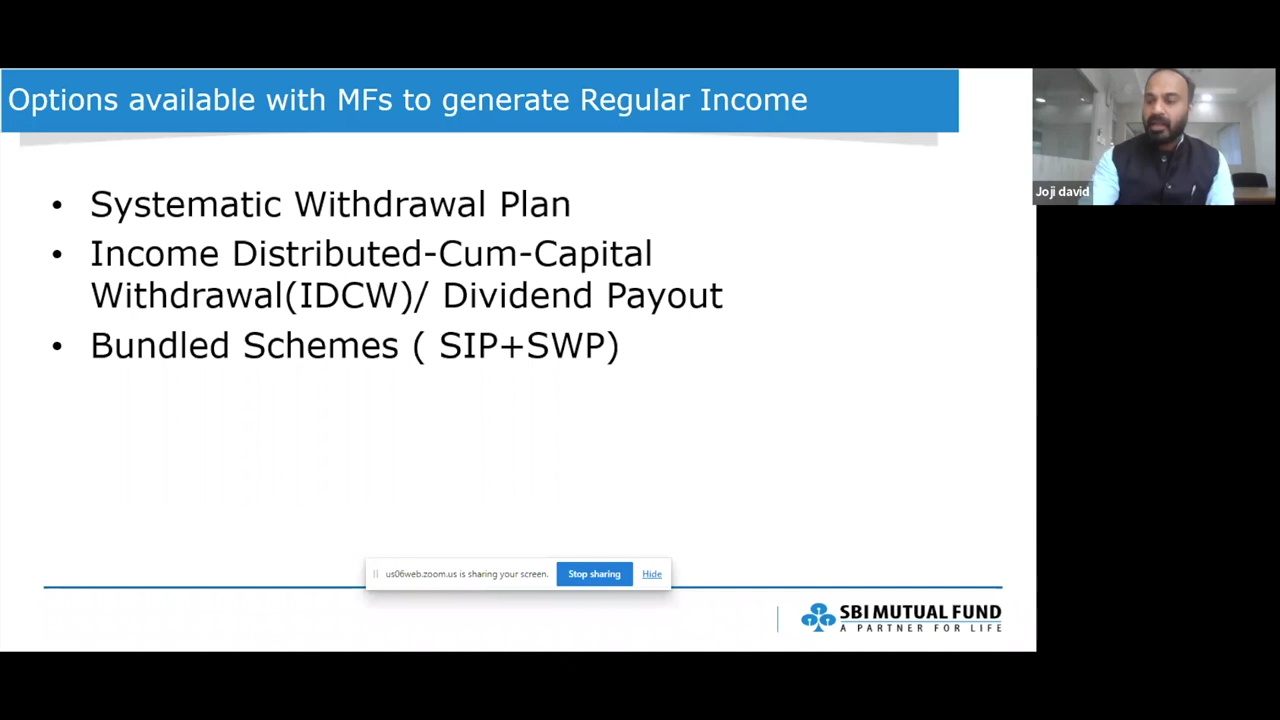 Options available with MFs to generate Regular Income
• Systematic Withdrawal Plan
• Income Distributed-Cum-Capital
Withdrawal(IDCW)/ Dividend Payout
• Bundled Schemes ( SIP+SWP)
us06web.zoom.us is sharing your screen. Stop sharing Hide
SBI MUTUAL FUND
A PARTNER FOR LIFE
Joji david